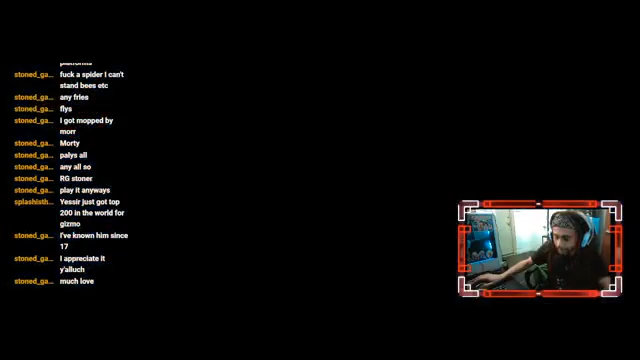 platforms
stoned_ga... fuck a spider I can't
stand bees etc
stoned_ga... any fries
stoned_ga... flys
stoned_ga... I got mopped by
morr
stoned_ga... Morty
stoned_ga... palys all
stoned_ga... any all so
stoned_ga... RG stoner
stoned_ga... play it anyways
splashisth... Yessir just got top
200 in the world for
gizmo
stoned_ga... I've known him since
17
stoned_ga... I appreciate it
y'alluch
stoned_ga... much love